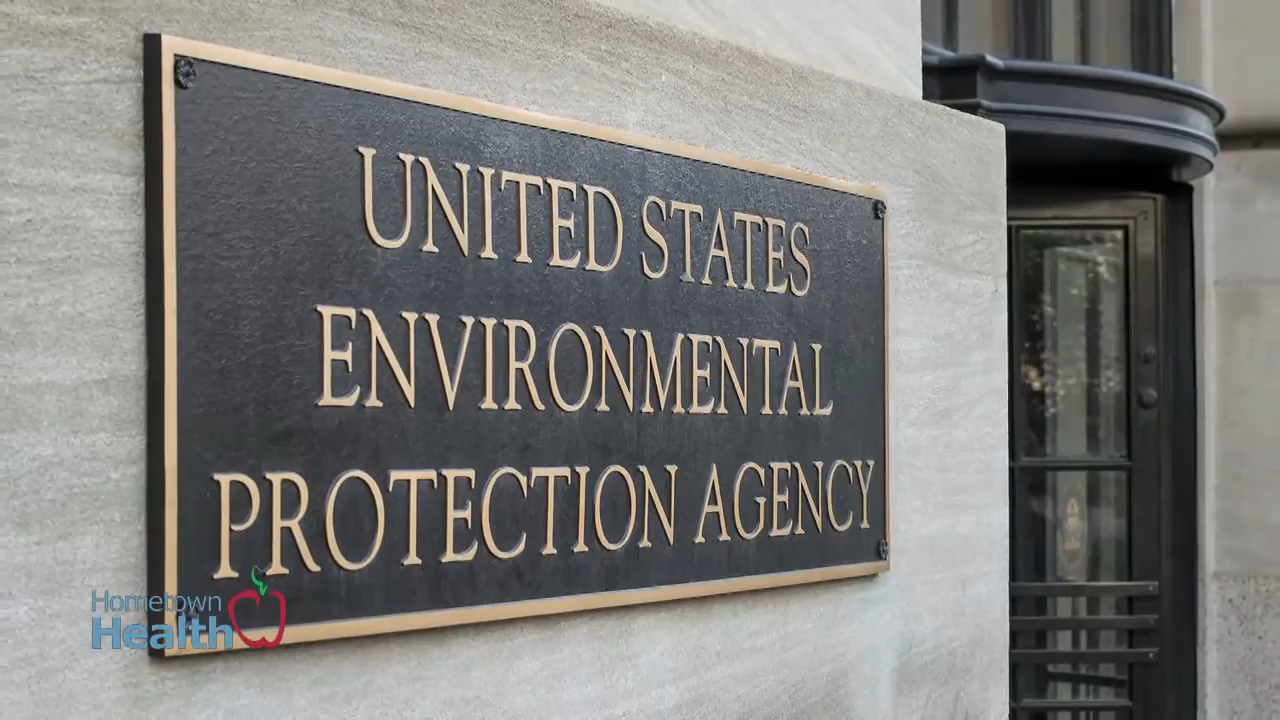 UNITED STATES
ENVIRONMENTAL
PROTECTION AGENCY
Hometown
Health